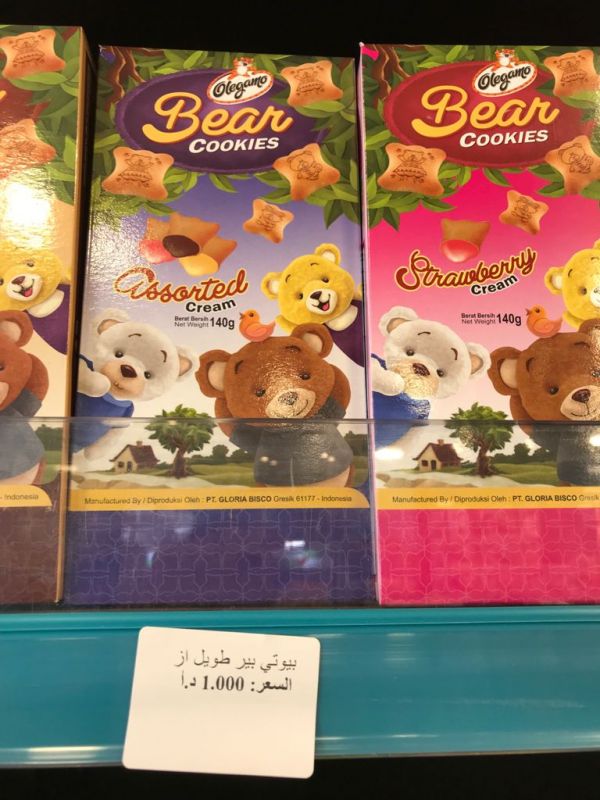 Olegamo
Bear
COOKIES
Assorted
Cream
Berat Bersih
Net Weight 140g
Manufactured By / Diproduksi Oleh : PT. GLORIA BISCO Gresik 61177 - Indonesia
Olegamo
Bear
COOKIES
Strawberry
Cream
Berat Bersih
Net Weight 140g
Manufactured By / Diproduksi Oleh : PT. GLORIA BISCO Gresik
- Indonesia
بيوتي بير طويل از
السعر: 1.000 د.أ